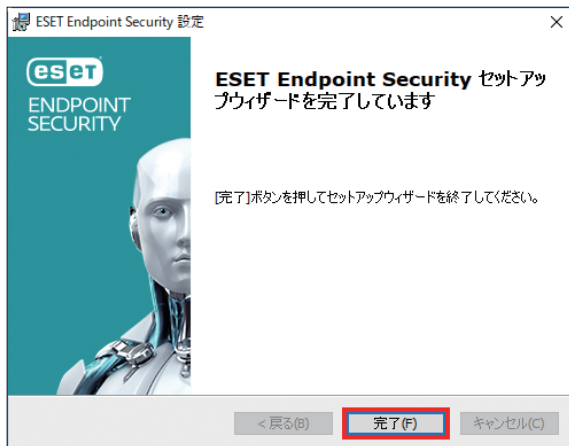 ESET Endpoint Security 設定
eseT
ENDPOINT
SECURITY
ESET Endpoint Security セットアッ
プウィザードを完了しています
[完了]ボタンを押してセットアップウィザードを終了してください。
< 戻る(B)
完了(F)
キャンセル(C)